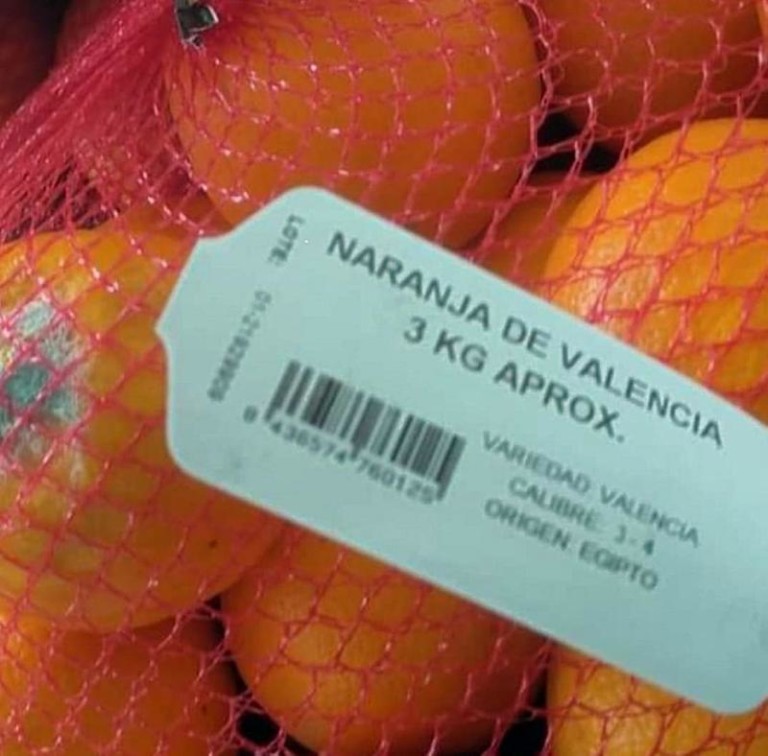 NARANJA DE VALENCIA
3 KG APROX.
LOTE:
8 436574 760125
VARIEDAD: VALENCIA
CALIBRE: 3 - 4
ORIGEN: EGIPTO